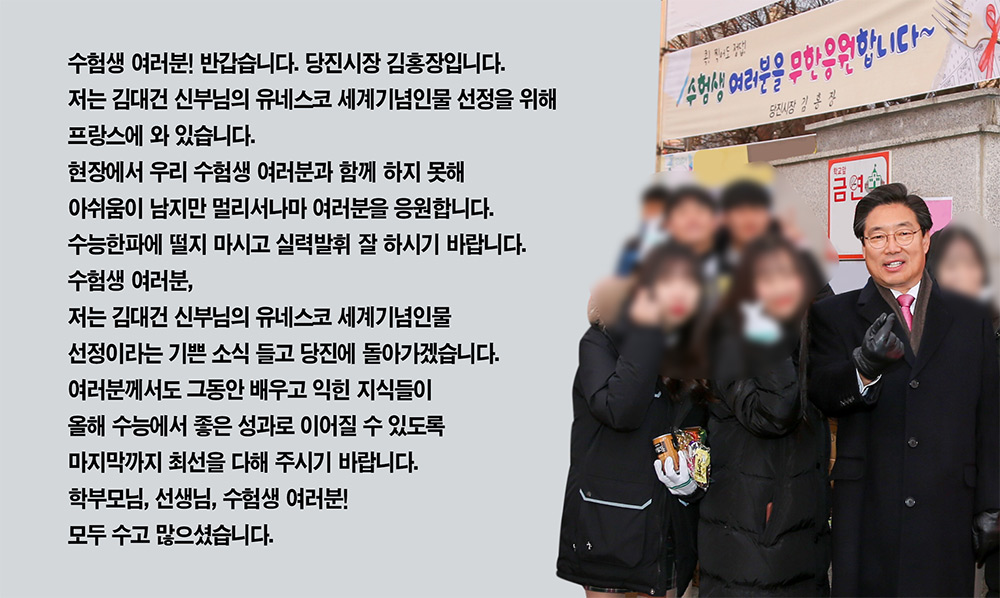 수험생 여러분! 반갑습니다. 당진시장 김홍장입니다.
저는 김대건 신부님의 유네스코 세계기념인물 선정을 위해
프랑스에 와 있습니다.
현장에서 우리 수험생 여러분과 함께 하지 못해
아쉬움이 남지만 멀리서나마 여러분을 응원합니다.
수능한파에 떨지 마시고 실력발휘 잘 하시기 바랍니다.
수험생 여러분,
저는 김대건 신부님의 유네스코 세계기념인물
선정이라는 기쁜 소식 들고 당진에 돌아가겠습니다.
여러분께서도 그동안 배우고 익힌 지식들이
올해 수능에서 좋은 성과로 이어질 수 있도록
마지막까지 최선을 다해 주시기 바랍니다.
학부모님, 선생님, 수험생 여러분!
모두 수고 많으셨습니다.
수험생 여러분을 무한응원합니다~
당진시장 김홍장
학교앞
금연